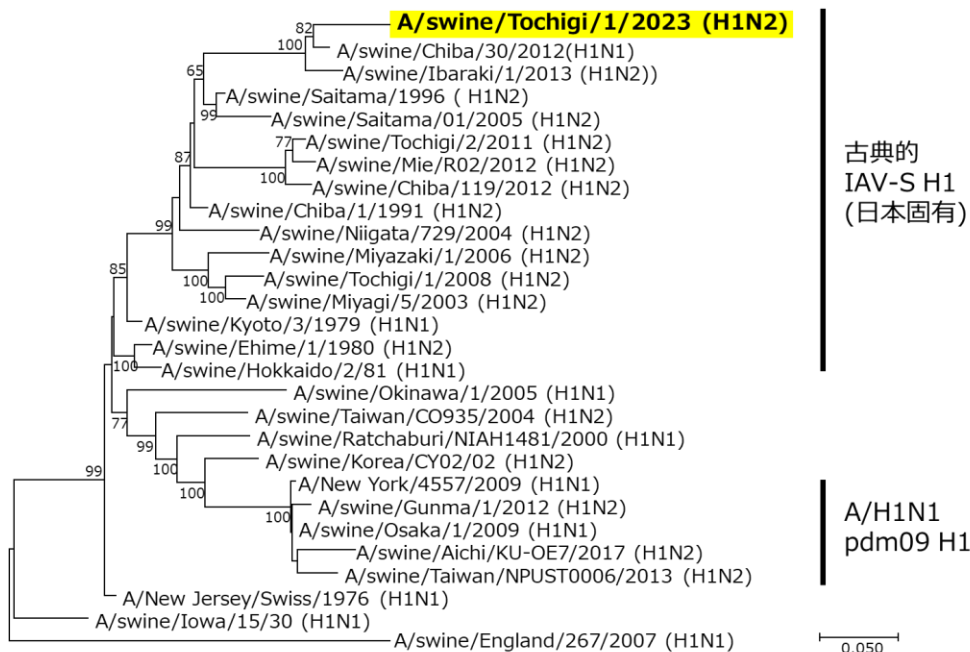 82
A/swine/Tochigi/1/2023 (H1N2)
100
A/swine/Chiba/30/2012(H1N1)
65
A/swine/Ibaraki/1/2013 (H1N2))
A/swine/Saitama/1996 ( H1N2)
99
A/swine/Saitama/01/2005 (H1N2)
77
A/swine/Tochigi/2/2011 (H1N2)
87
A/swine/Mie/R02/2012 (H1N2)
100
A/swine/Chiba/119/2012 (H1N2)
A/swine/Chiba/1/1991 (H1N2)
99
A/swine/Niigata/729/2004 (H1N2)
A/swine/Miyazaki/1/2006 (H1N2)
85
100
A/swine/Tochigi/1/2008 (H1N2)
100
A/swine/Miyagi/5/2003 (H1N2)
A/swine/Kyoto/3/1979 (H1N1)
A/swine/Ehime/1/1980 (H1N2)
100
A/swine/Hokkaido/2/81 (H1N1)
A/swine/Okinawa/1/2005 (H1N1)
77
A/swine/Taiwan/CO935/2004 (H1N2)
99
A/swine/Ratchaburi/NIAH1481/2000 (H1N1)
99
100
A/swine/Korea/CY02/02 (H1N2)
100
A/New York/4557/2009 (H1N1)
A/swine/Gunma/1/2012 (H1N2)
100
A/swine/Osaka/1/2009 (H1N1)
A/swine/Aichi/KU-OE7/2017 (H1N2)
A/swine/Taiwan/NPUST0006/2013 (H1N2)
A/New Jersey/Swiss/1976 (H1N1)
A/swine/Iowa/15/30 (H1N1)
A/swine/England/267/2007 (H1N1)
古典的
IAV-S H1
(日本固有)
A/H1N1
pdm09 H1
0.050